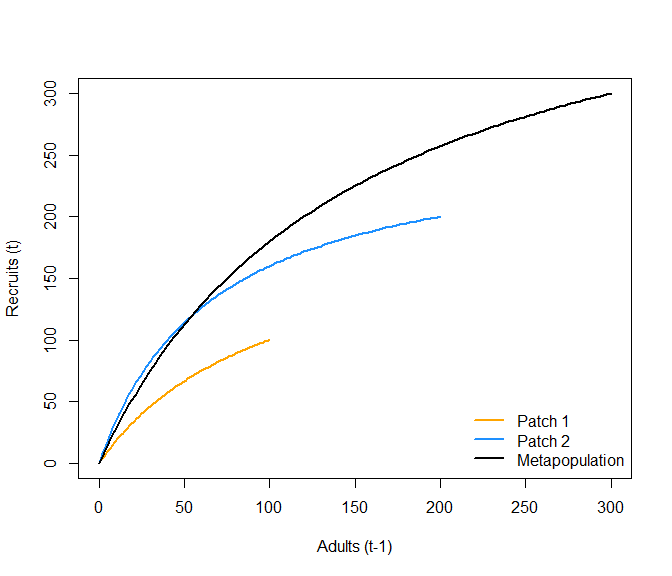 Recruits (t)
300
250
200
150
100
50
0
Patch 1
Patch 2
Metapopulation
0 50 100 150 200 250 300
Adults (t-1)